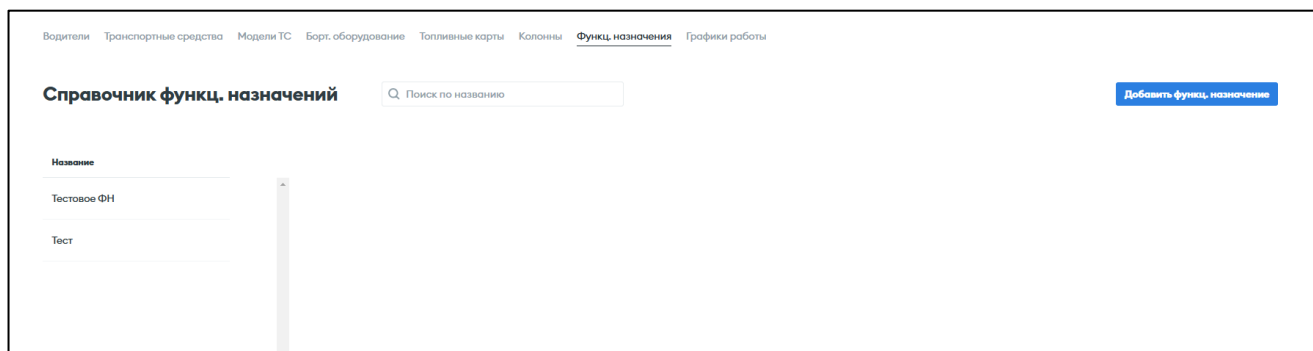 Водители Транспортные средства Модели ТС Борт. оборудование Топливные карты Колонны Функц. назначения Графики работы
Справочник функц. назначений Поиск по названию Добавить функц. назначение
Название
Тестовое ФН
Тест